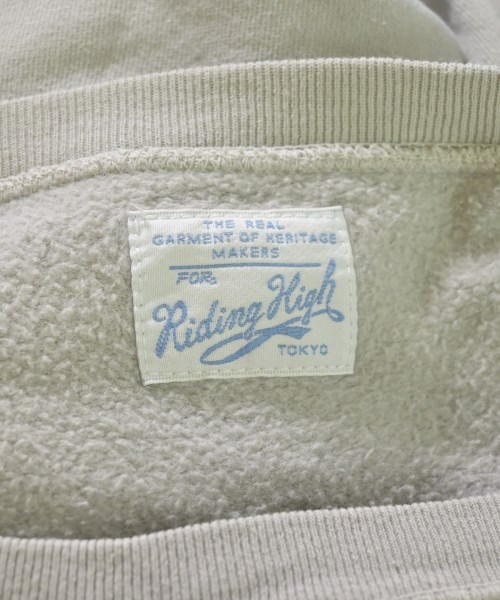 THE REAL
GARMENT OF HERITAGE
MAKERS
FOR
Riding High
TOKYO